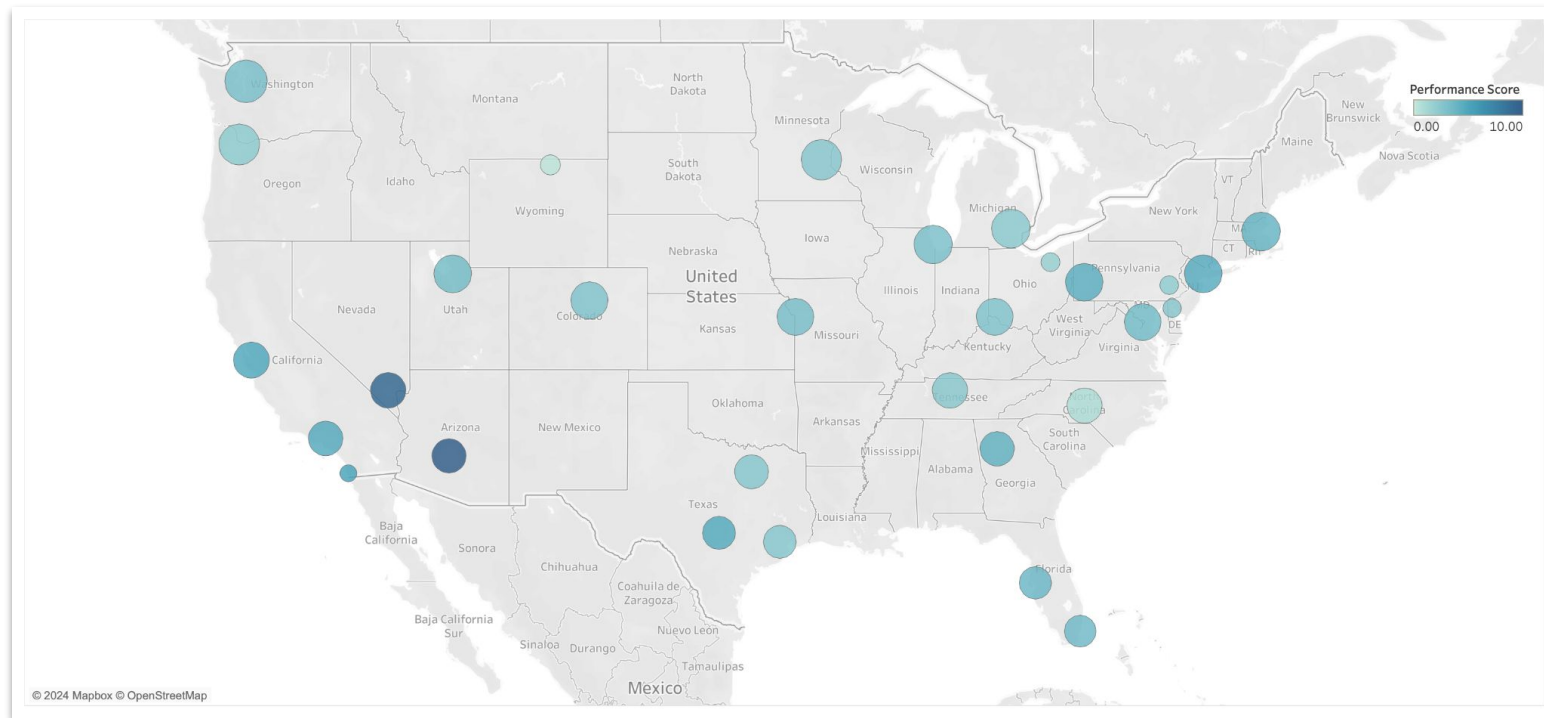 Performance Score
0.00
10.00
Washington
Montana
North
Dakota
Minnesota
New
Brunswick
Maine
Nova Scotia
Oregon
Idaho
South
Dakota
Wisconsin
VT
Wyoming
Michigan
New York
Iowa
MA
CT
RI
Nebraska
Pennsylvania
United
States
Ohio
Illinois
Indiana
Nevada
Utah
Colorado
Kansas
Missouri
West
Virginia
DE
Kentucky
Virginia
California
Tennessee
North
Carolina
Oklahoma
Arkansas
Arizona
New Mexico
South
Carolina
Mississippi
Alabama
Georgia
Texas
Louisiana
Baja
California
Sonora
Chihuahua
Florida
Coahuila de
Zaragoza
Baja California
Sur
Nuevo León
Sinaloa
Durango
Tamaulipas
Mexico
© 2024 Mapbox © OpenStreetMap